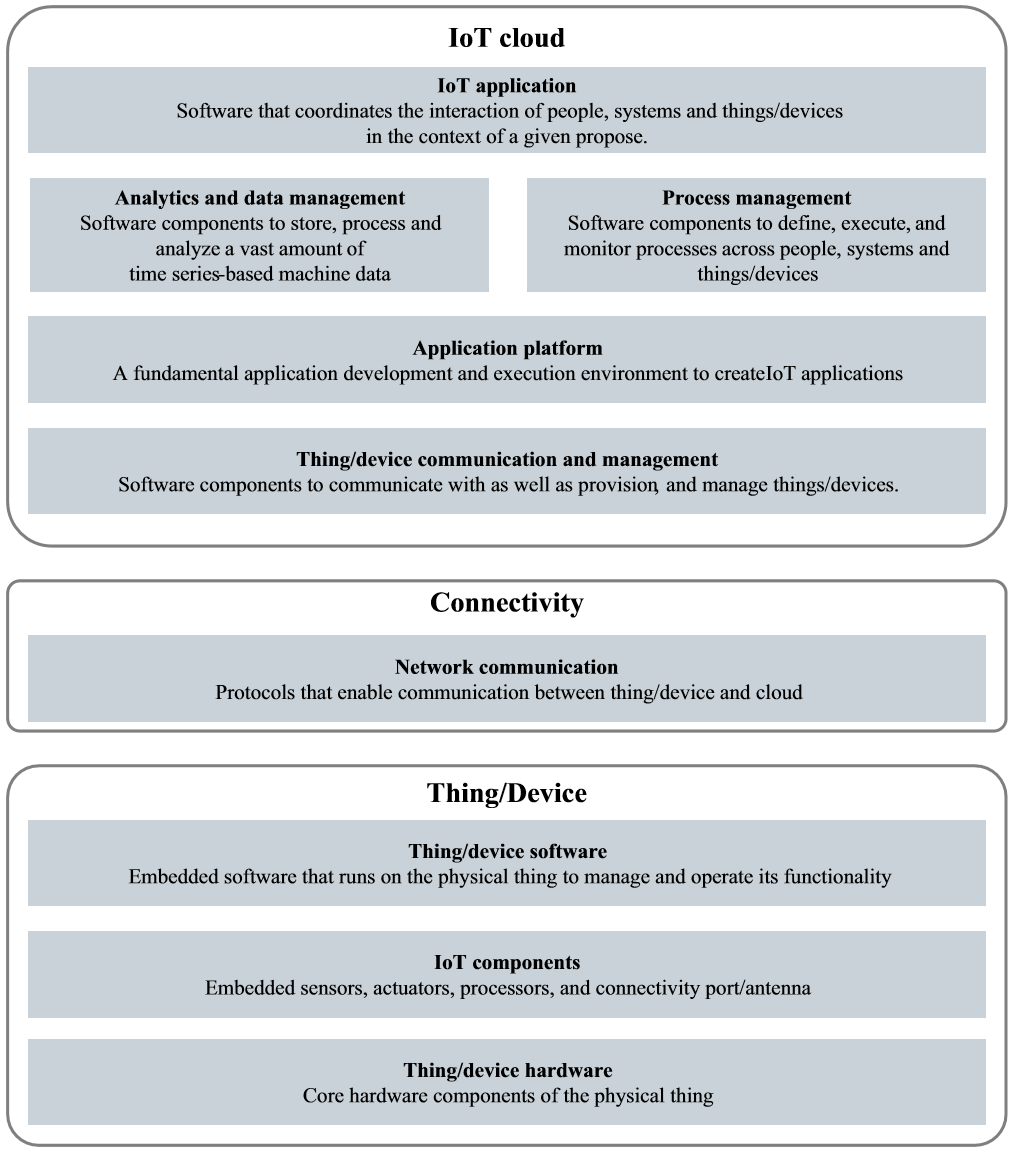 IoT cloud
IoT application
Software that coordinates the interaction of people, systems and things/devices
in the context of a given propose.
Analytics and data management
Software components to store, process and
analyze a vast amount of
time series-based machine data
Process management
Software components to define, execute, and
monitor processes across people, systems and
things/devices
Application platform
A fundamental application development and execution environment to createIoT applications
Thing/device communication and management
Software components to communicate with as well as provision, and manage things/devices.
Connectivity
Network communication
Protocols that enable communication between thing/device and cloud
Thing/Device
Thing/device software
Embedded software that runs on the physical thing to manage and operate its functionality
IoT components
Embedded sensors, actuators, processors, and connectivity port/antenna
Thing/device hardware
Core hardware components of the physical thing